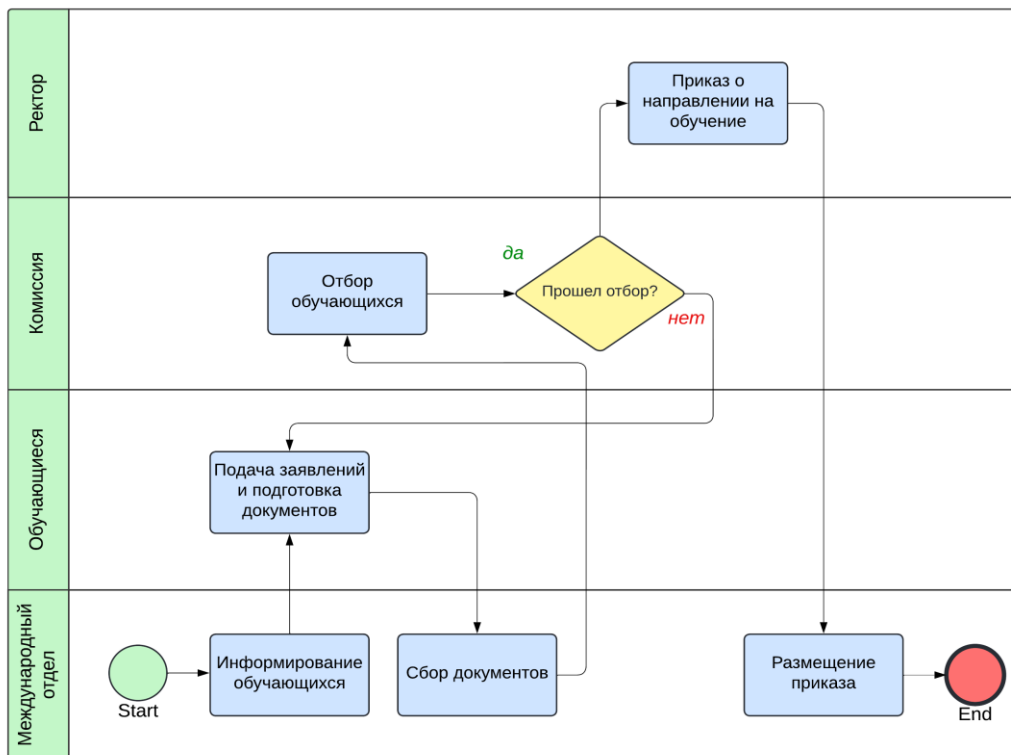 Ректор
Приказ о
направлении на
обучение
Комиссия
Отбор
обучающихся
да
Прошел отбор?
нет
Обучающиеся
Подача заявлений
и подготовка
документов
Международный
отдел
Start
Информирование
обучающихся
Сбор документов
Размещение
приказа
End